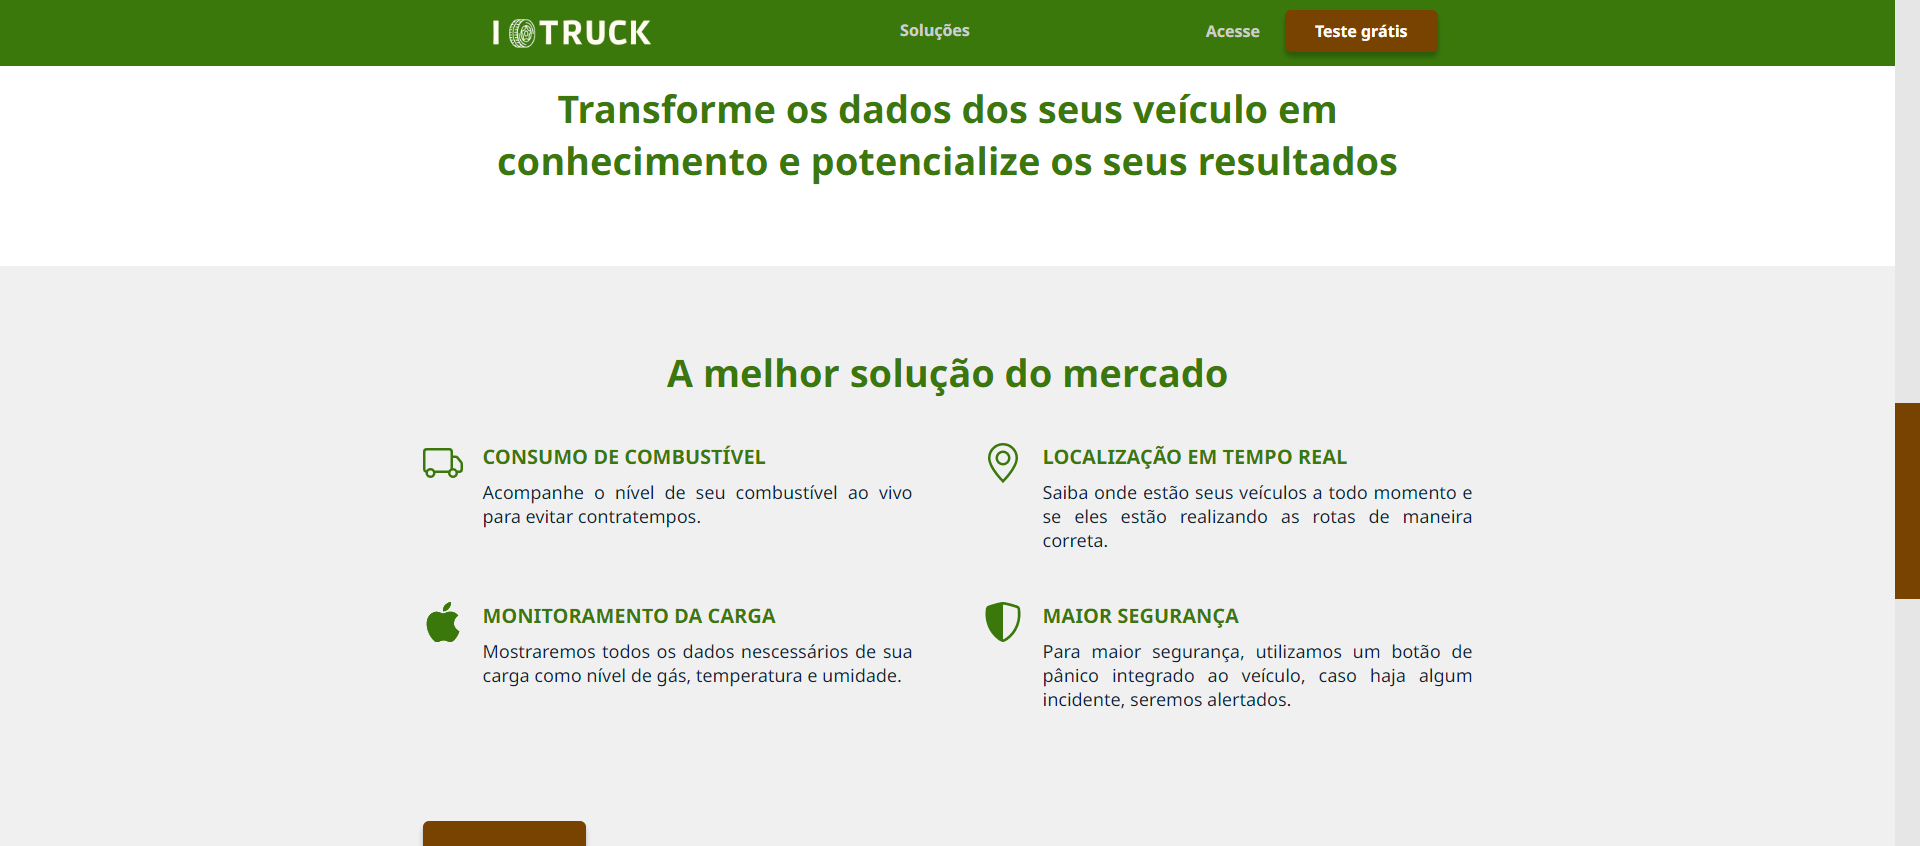 IOTRUCK
Soluções
Acesse
Teste grátis
Transforme os dados dos seus veículo em
conhecimento e potencialize os seus resultados
A melhor solução do mercado
CONSUMO DE COMBUSTÍVEL
Acompanhe o nível de seu combustível ao vivo
para evitar contratempos.
LOCALIZAÇÃO EM TEMPO REAL
Saiba onde estão seus veículos a todo momento e
se eles estão realizando as rotas de maneira
correta.
MONITORAMENTO DA CARGA
Mostraremos todos os dados nescessários de sua
carga como nível de gás, temperatura e umidade.
MAIOR SEGURANÇA
Para maior segurança, utilizamos um botão de
pânico integrado ao veículo, caso haja algum
incidente, seremos alertados.